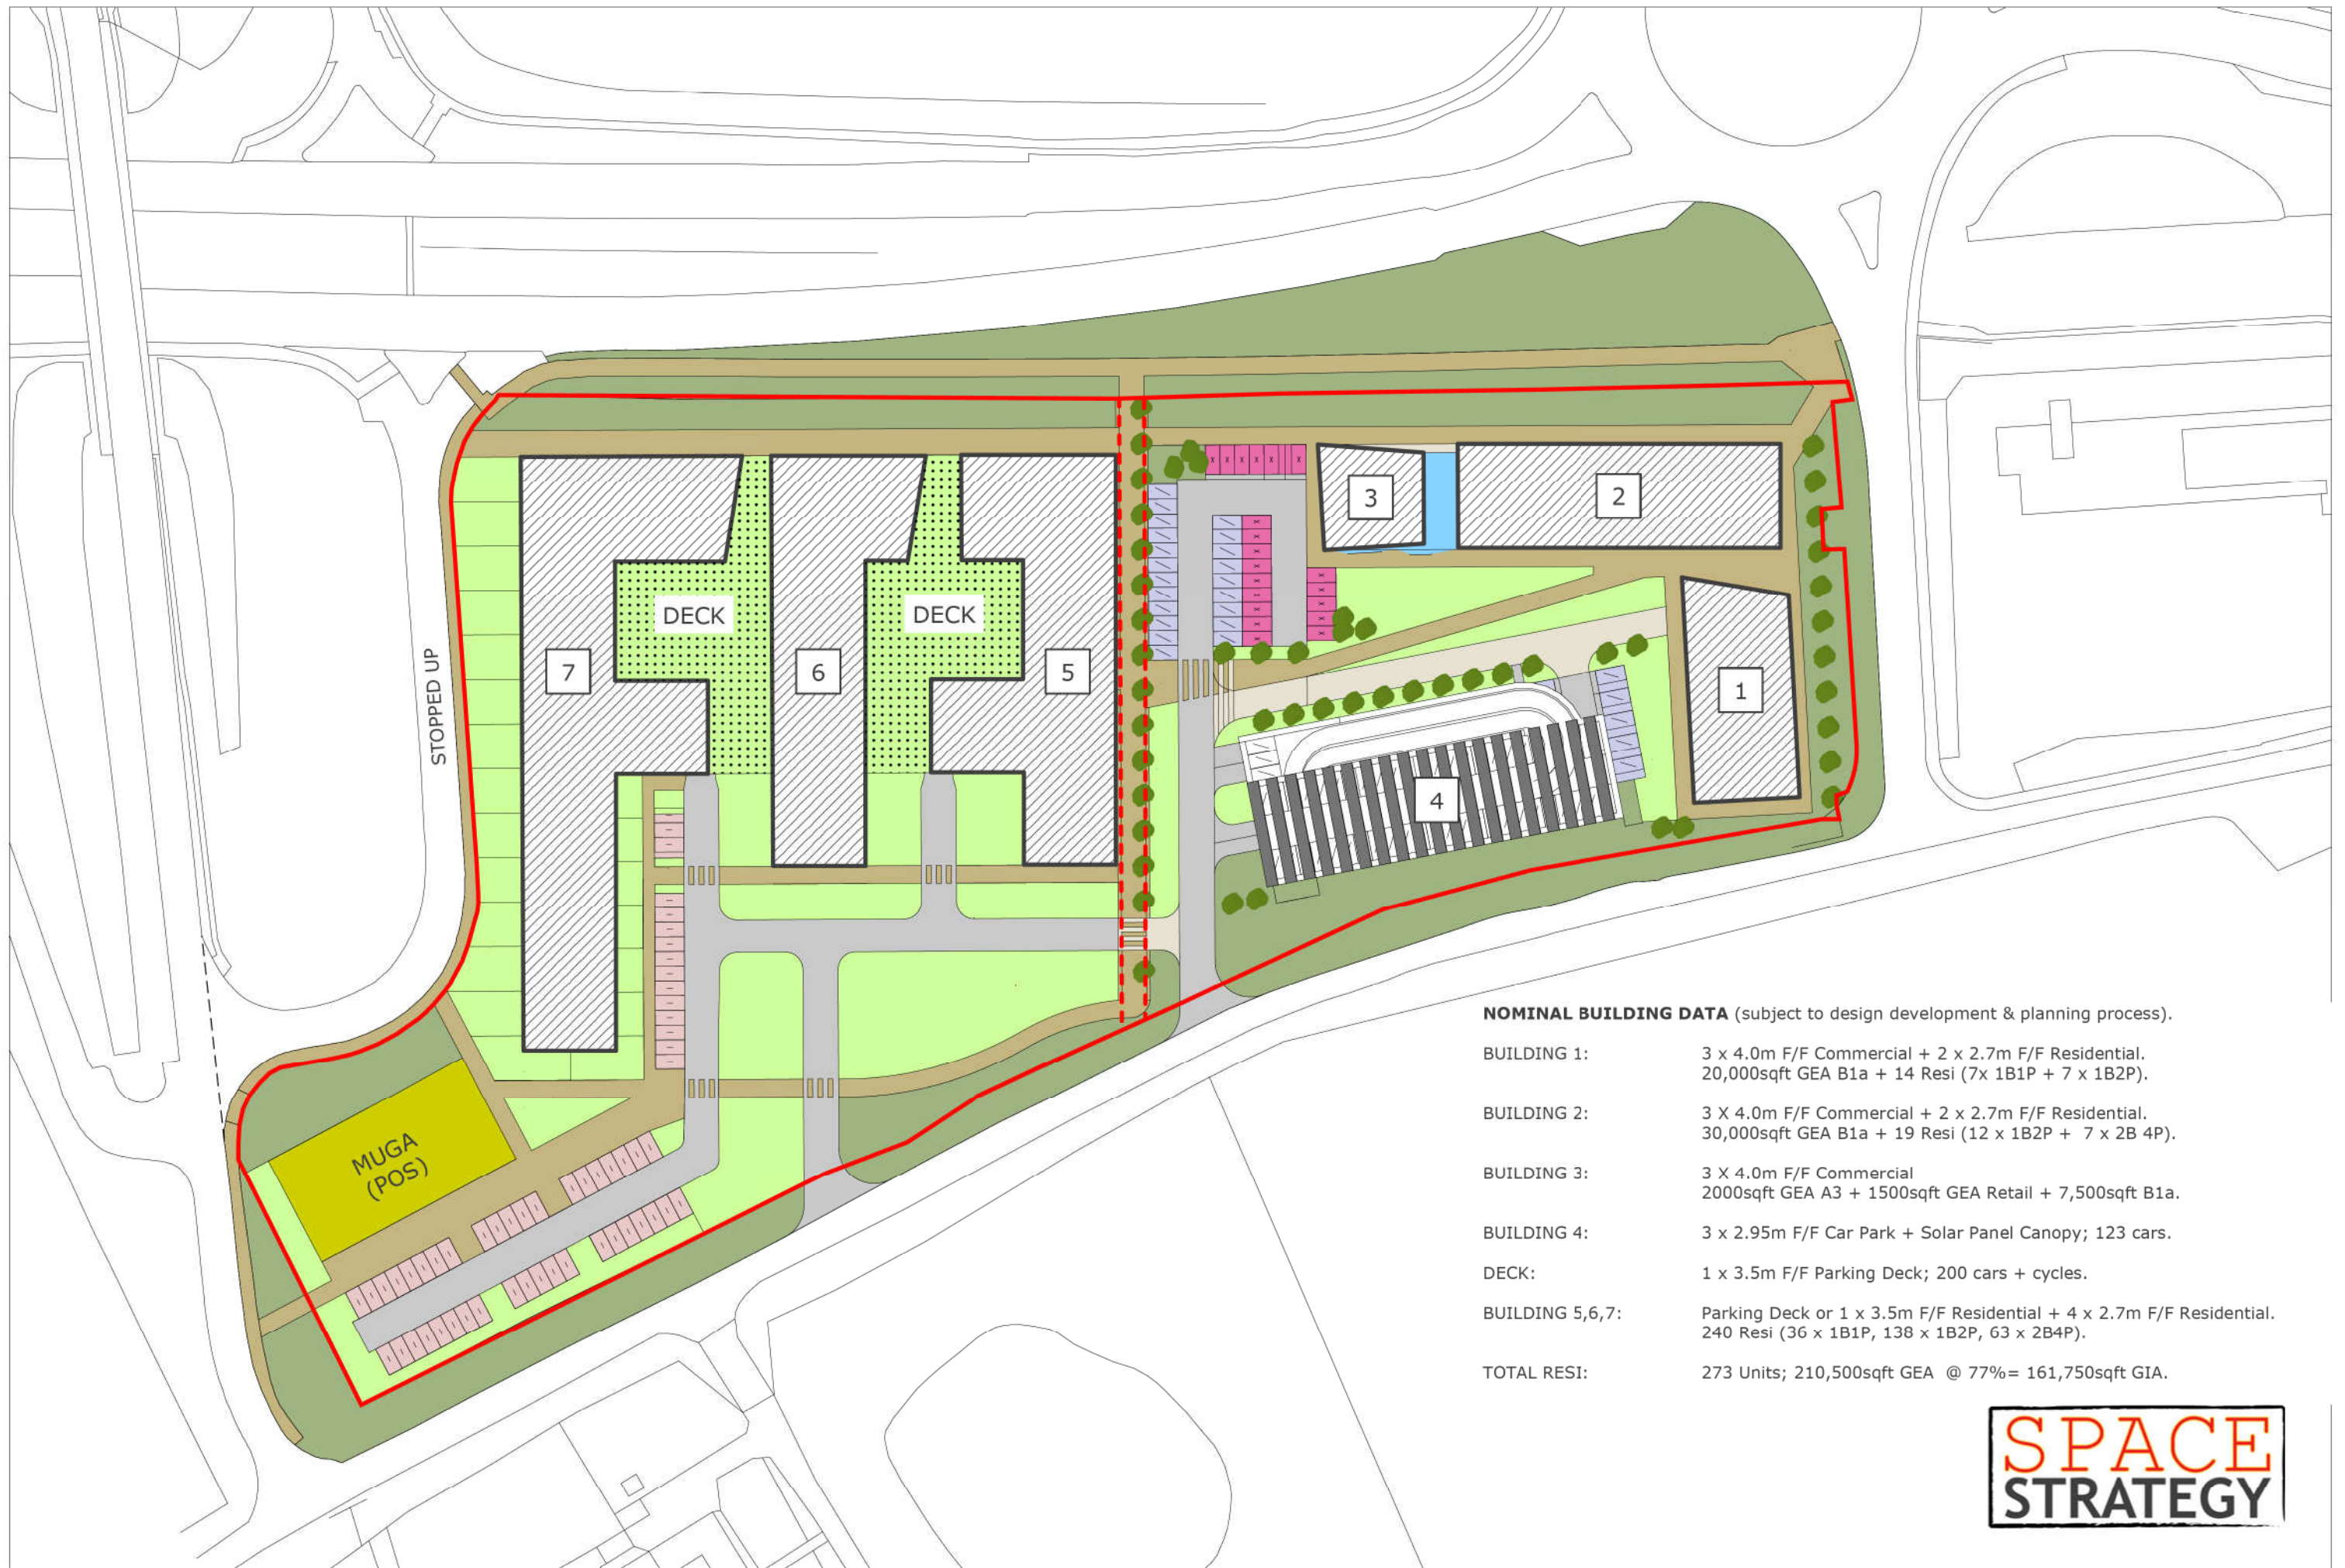 STOPPED UP
DECK
DECK
7
6
5
3
2
1
4
MUGA
(POS)
NOMINAL BUILDING DATA (subject to design development & planning process).
BUILDING 1: 3 x 4.0m F/F Commercial + 2 x 2.7m F/F Residential.
20,000sqft GEA B1a + 14 Resi (7x 1B1P + 7 x 1B2P).
BUILDING 2: 3 X 4.0m F/F Commercial + 2 x 2.7m F/F Residential.
30,000sqft GEA B1a + 19 Resi (12 x 1B2P + 7 x 2B 4P).
BUILDING 3: 3 X 4.0m F/F Commercial
2000sqft GEA A3 + 1500sqft GEA Retail + 7,500sqft B1a.
BUILDING 4: 3 x 2.95m F/F Car Park + Solar Panel Canopy; 123 cars.
DECK: 1 x 3.5m F/F Parking Deck; 200 cars + cycles.
BUILDING 5,6,7: Parking Deck or 1 x 3.5m F/F Residential + 4 x 2.7m F/F Residential.
240 Resi (36 x 1B1P, 138 x 1B2P, 63 x 2B4P).
TOTAL RESI: 273 Units; 210,500sqft GEA @ 77%= 161,750sqft GIA.
SPACE
STRATEGY